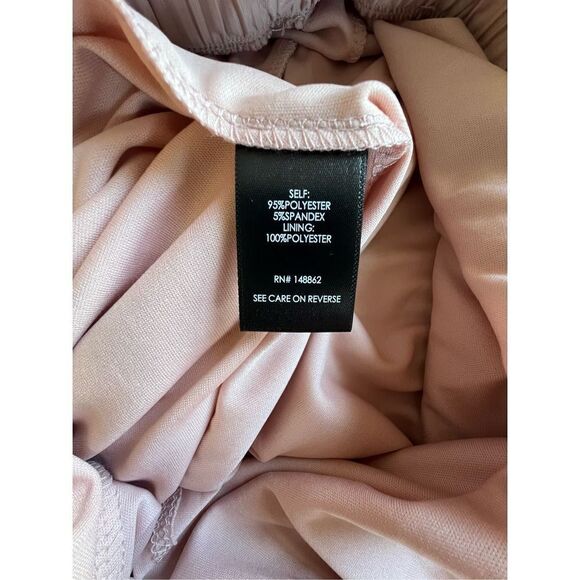 SELF:
95%POLYESTER
5%SPANDEX
LINING:
100%POLYESTER
RN# 148862
SEE CARE ON REVERSE